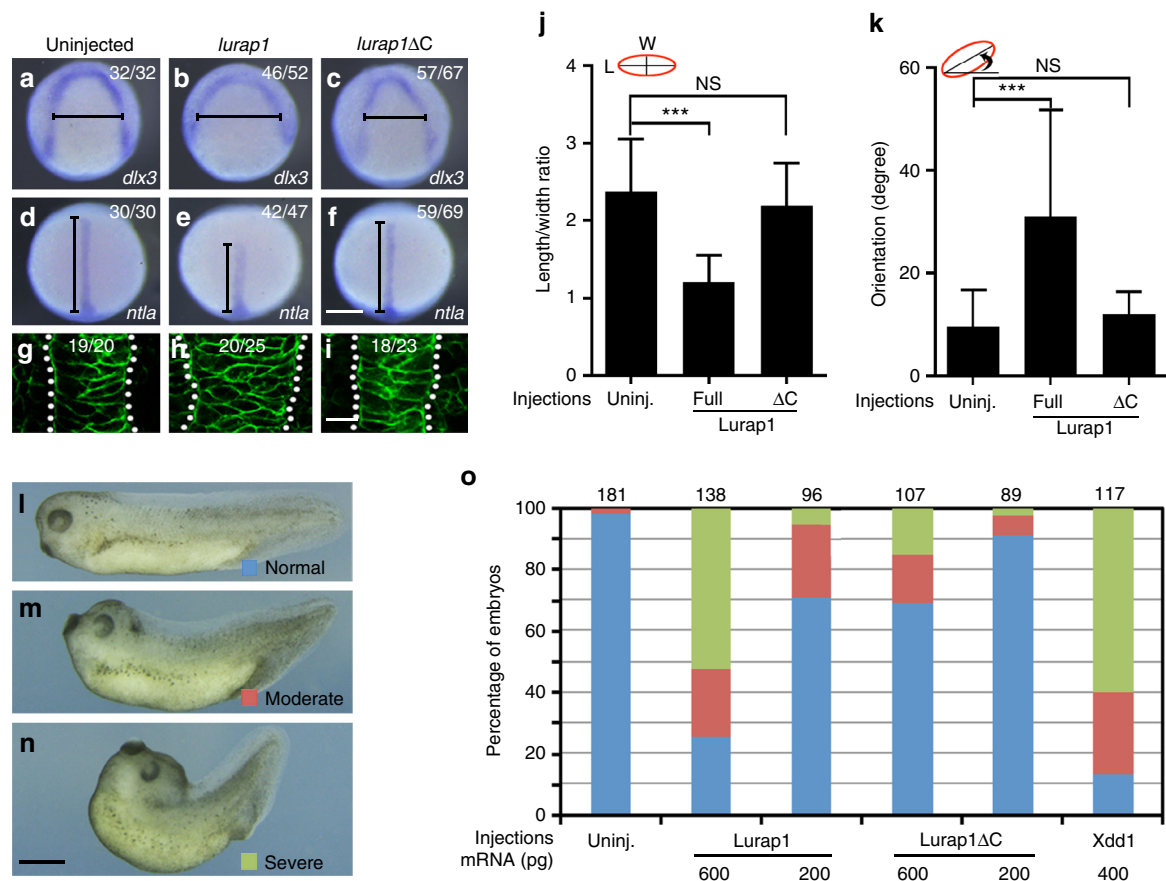 Uninjected
lurap1
lurap1ΔC
a
32/32
dlx3
b
46/52
dlx3
c
57/67
dlx3
d
30/30
ntla
e
42/47
ntla
f
59/69
ntla
g
19/20
h
20/25
i
18/23
j
W
L
4
3
2
1
0
Length/width ratio
NS
***
Injections
Uninj.
Full
ΔC
Lurap1
k
60
40
20
0
Orientation (degree)
NS
***
Injections
Uninj.
Full
ΔC
Lurap1
l
Normal
m
Moderate
n
Severe
o
181
138
96
107
89
117
100
80
60
40
20
0
Percentage of embryos
Injections
Uninj.
Lurap1
Lurap1ΔC
Xdd1
mRNA (pg)
600
200
600
200
400